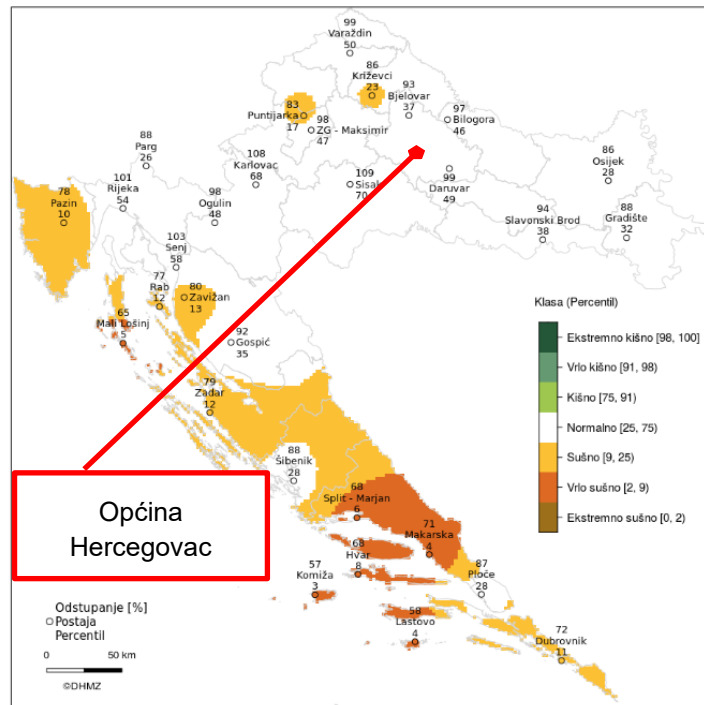 99
Varaždin
50
86
Križevci
23
93
Bjelovar
37
83
Puntijarka
17
98
ZG - Maksimir
47
97
Bilogora
46
88
Parg
26
108
Karlovac
68
109
Sisak
70
99
Daruvar
49
86
Osijek
28
101
Rijeka
54
98
Ogulin
48
94
Slavonski Brod
38
88
Gradište
32
78
Pazin
10
103
Senj
58
77
Rab
12
80
Zavižan
13
65
Mali Lošinj
5
92
Gospić
35
79
Zadar
12
88
Šibenik
28
68
Split - Marjan
6
71
Makarska
4
68
Hvar
8
57
Komiža
3
87
Ploče
28
58
Lastovo
4
72
Dubrovnik
11
Klasa (Percentil)
Ekstremno kišno [98, 100]
Vrlo kišno [91, 98)
Kišno [75, 91)
Normalno [25, 75)
Sušno [9, 25)
Vrlo sušno [2, 9)
Ekstremno sušno [0, 2)
Općina
Hercegovac
Odstupanje [%]
Postaja
Percentil
0 50 km
©DHMZ